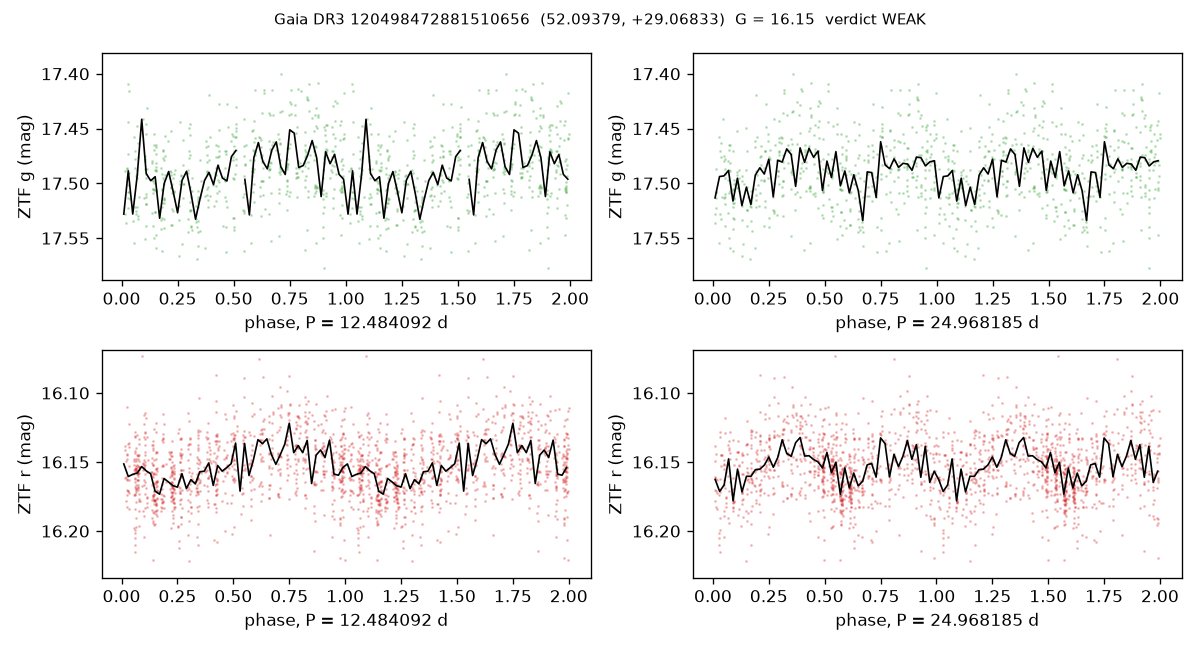 Gaia DR3 120498472881510656 (52.09379, +29.06833) G = 16.15 verdict WEAK
ZTF g (mag)
17.40
17.45
17.50
17.55
0.00 0.25 0.50 0.75 1.00 1.25 1.50 1.75 2.00
phase, P = 12.484092 d
ZTF g (mag)
17.40
17.45
17.50
17.55
0.00 0.25 0.50 0.75 1.00 1.25 1.50 1.75 2.00
phase, P = 24.968185 d
ZTF r (mag)
16.10
16.15
16.20
0.00 0.25 0.50 0.75 1.00 1.25 1.50 1.75 2.00
phase, P = 12.484092 d
ZTF r (mag)
16.10
16.15
16.20
0.00 0.25 0.50 0.75 1.00 1.25 1.50 1.75 2.00
phase, P = 24.968185 d